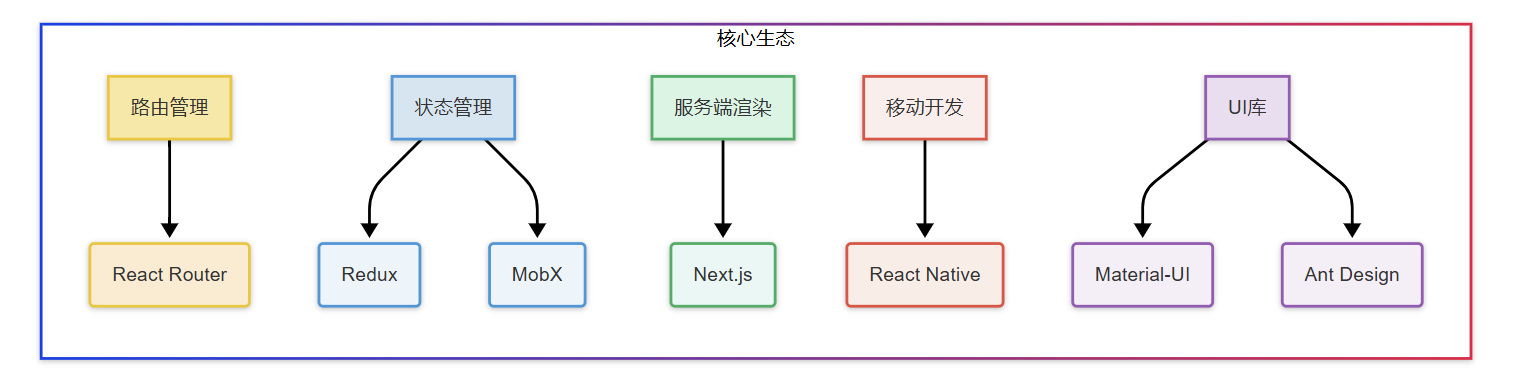 核心生态
路由管理
状态管理
服务端渲染
移动开发
UI库
React Router
Redux
MobX
Next.js
React Native
Material-UI
Ant Design